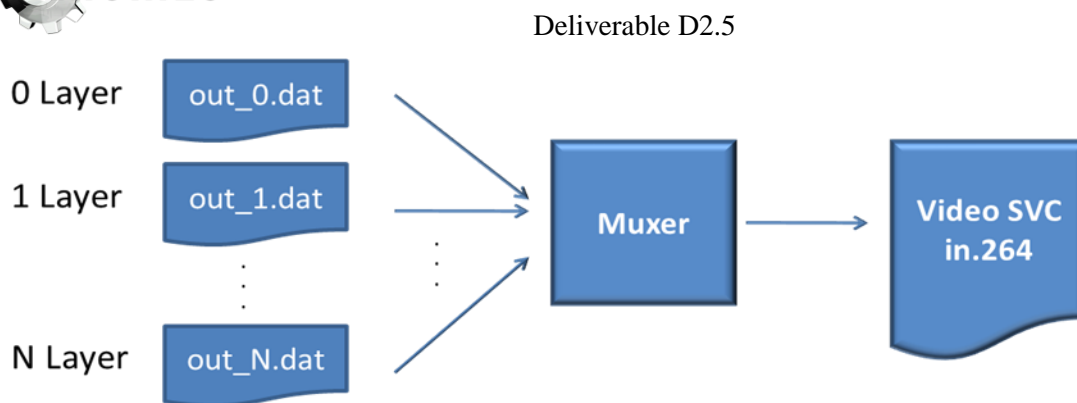 Deliverable D2.5
0 Layer
out_0.dat
1 Layer
out_1.dat
N Layer
out_N.dat
Muxer
Video SVC
in.264